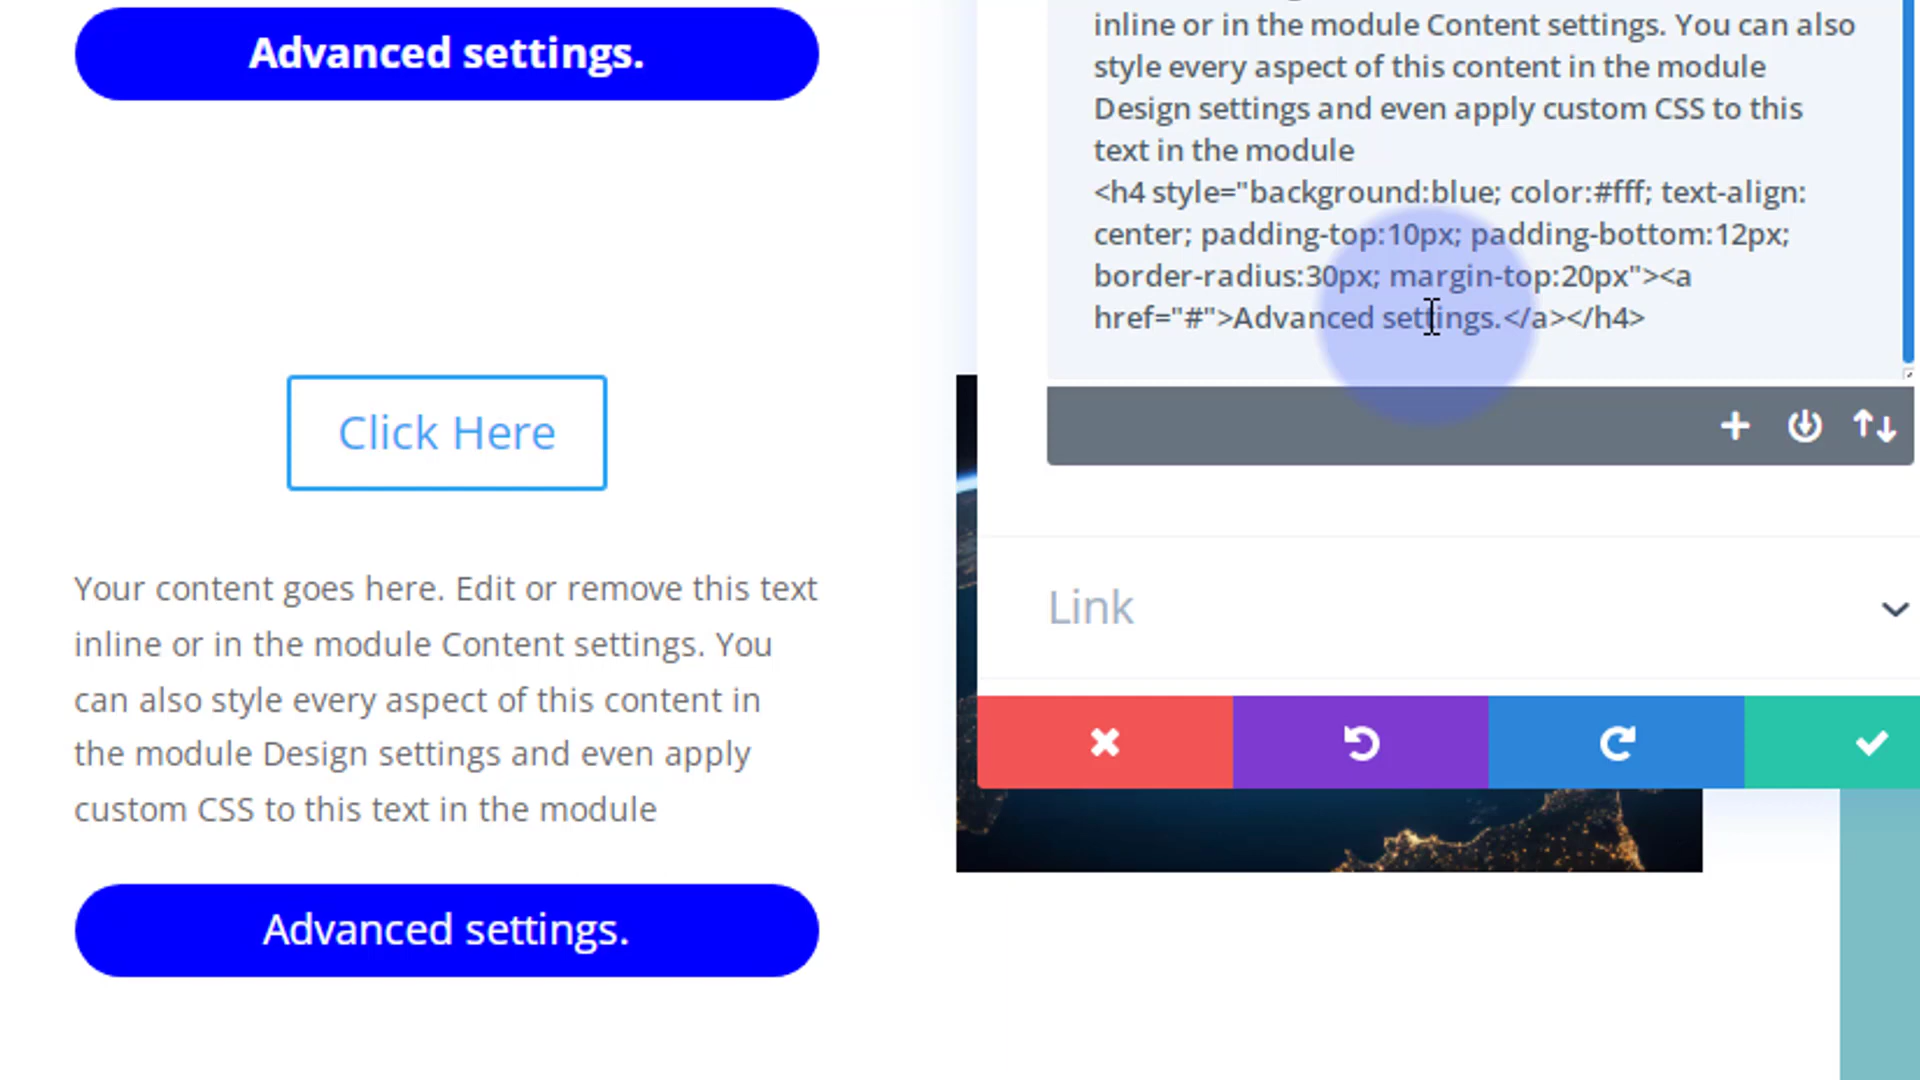 Advanced settings.
Click Here
Your content goes here. Edit or remove this text
inline or in the module Content settings. You
can also style every aspect of this content in
the module Design settings and even apply
custom CSS to this text in the module
Advanced settings.
inline or in the module Content settings. You can also
style every aspect of this content in the module
Design settings and even apply custom CSS to this
text in the module
<h4 style="background:blue; color:#fff; text-align:
center; padding-top:10px; padding-bottom:12px;
border-radius:30px; margin-top:20px"><a
href="#">Advanced settings.</a></h4>
Link